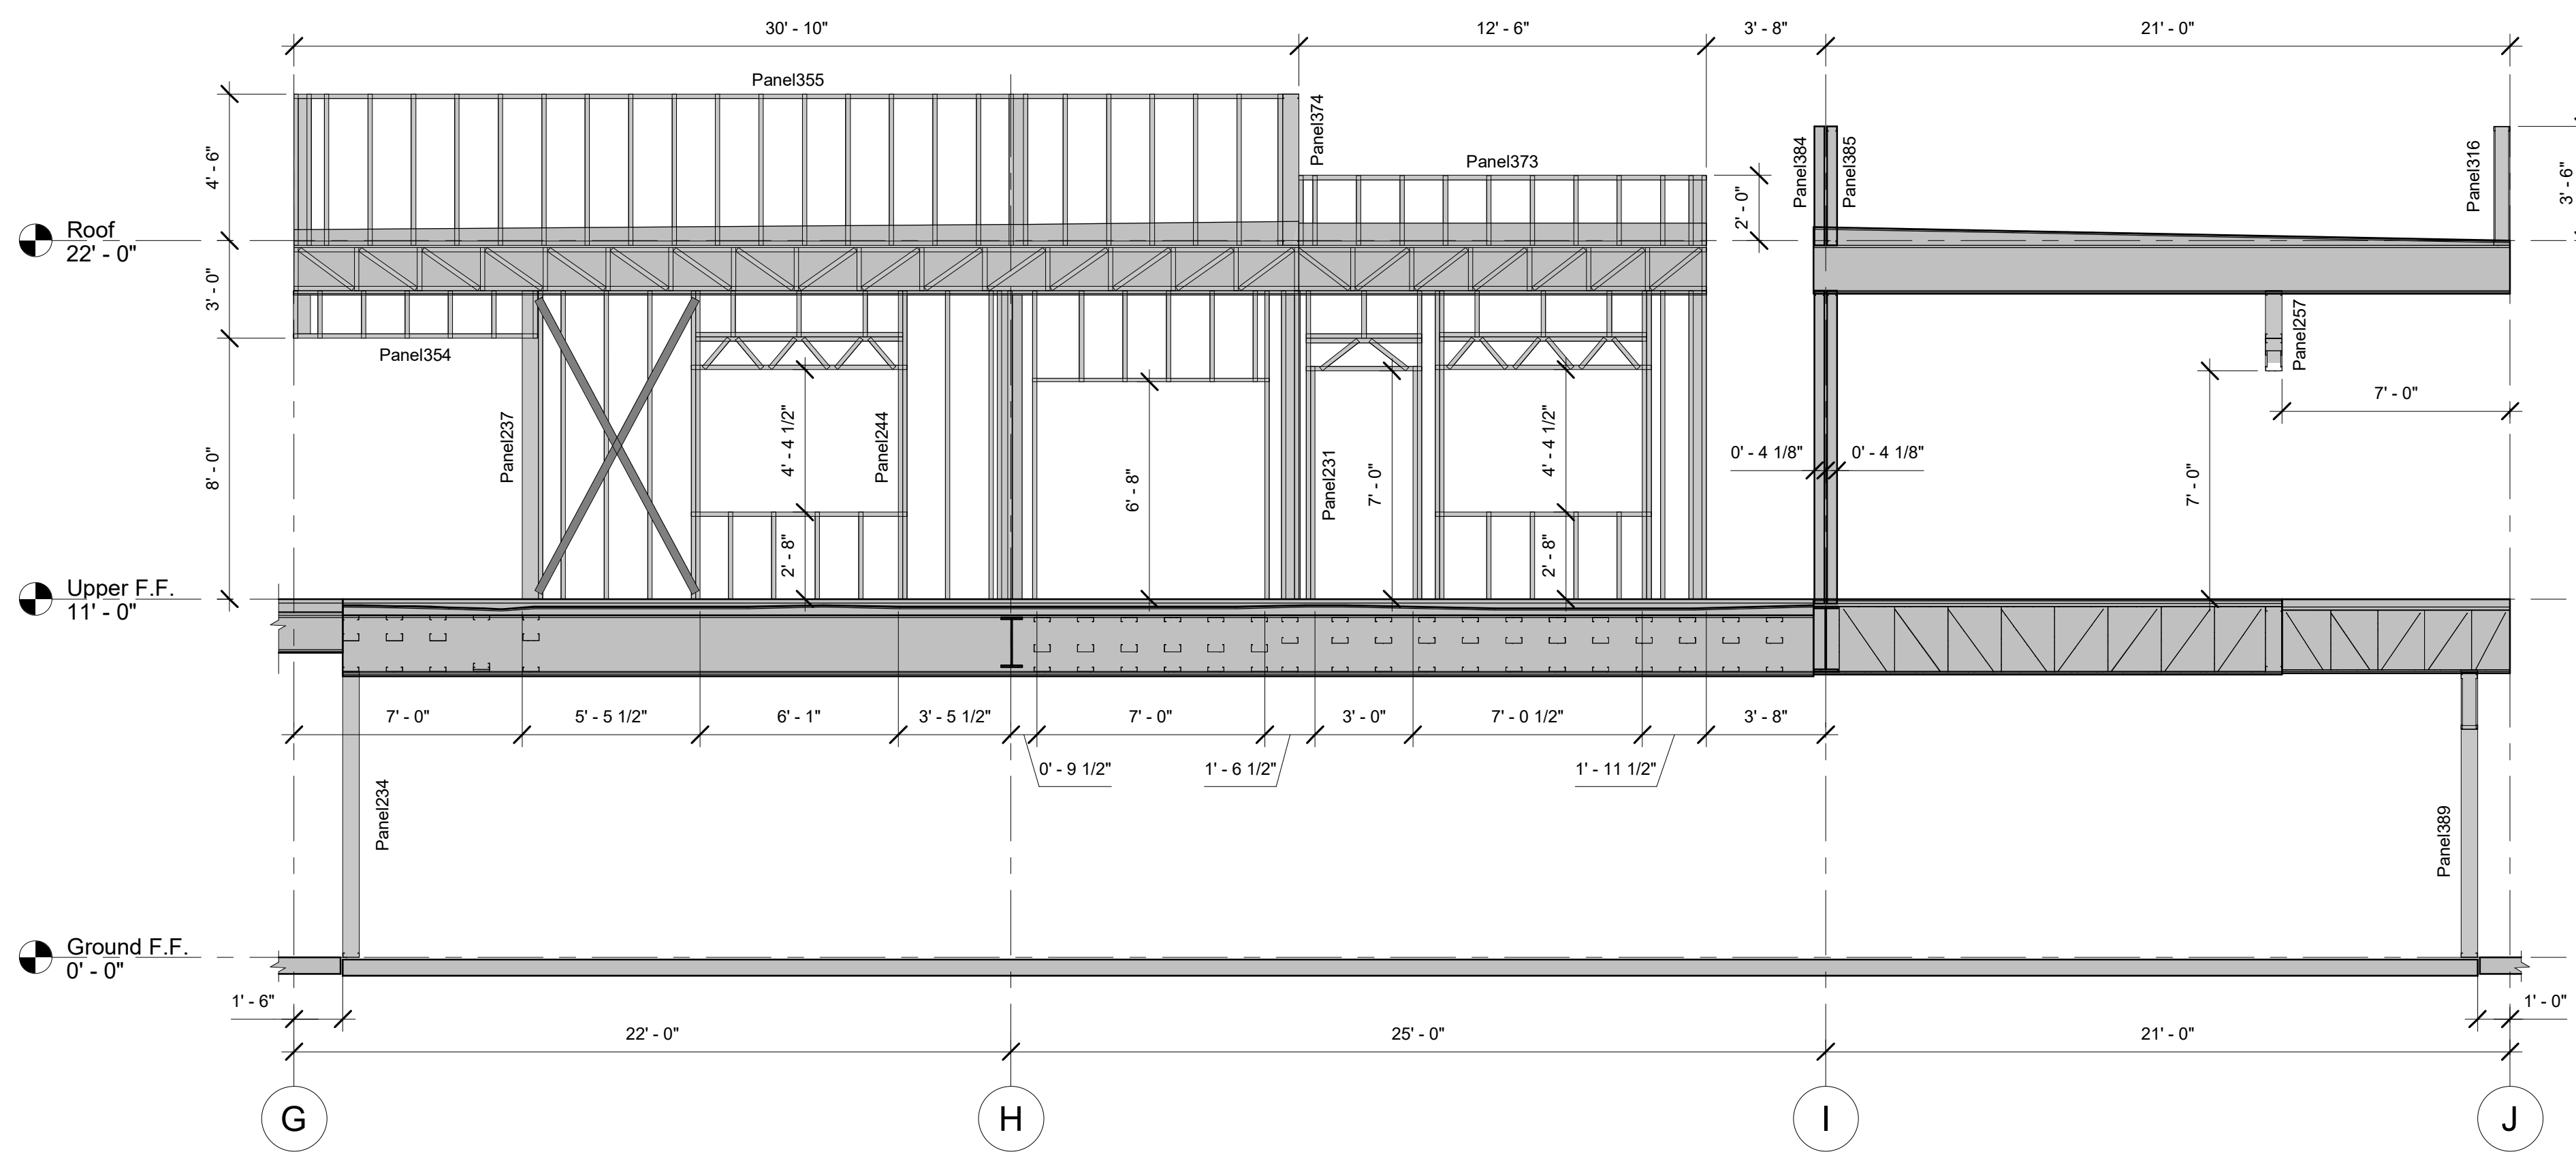 30' - 10"
12' - 6"
3' - 8"
21' - 0"
Panel355
Panel374
Panel373
Panel384
Panel385
Panel316
4' - 6"
2' - 0"
3' - 6"
Roof
22' - 0"
3' - 0"
Panel354
Panel257
7' - 0"
8' - 0"
Panel237
4' - 4 1/2"
Panel244
6' - 8"
Panel231
7' - 0"
4' - 4 1/2"
0' - 4 1/8"
0' - 4 1/8"
7' - 0"
2' - 8"
2' - 8"
Upper F.F.
11' - 0"
7' - 0"
5' - 5 1/2"
6' - 1"
3' - 5 1/2"
7' - 0"
3' - 0"
7' - 0 1/2"
3' - 8"
0' - 9 1/2"
1' - 6 1/2"
1' - 11 1/2"
Panel234
Panel389
Ground F.F.
0' - 0"
1' - 6"
1' - 0"
22' - 0"
25' - 0"
21' - 0"
G
H
I
J